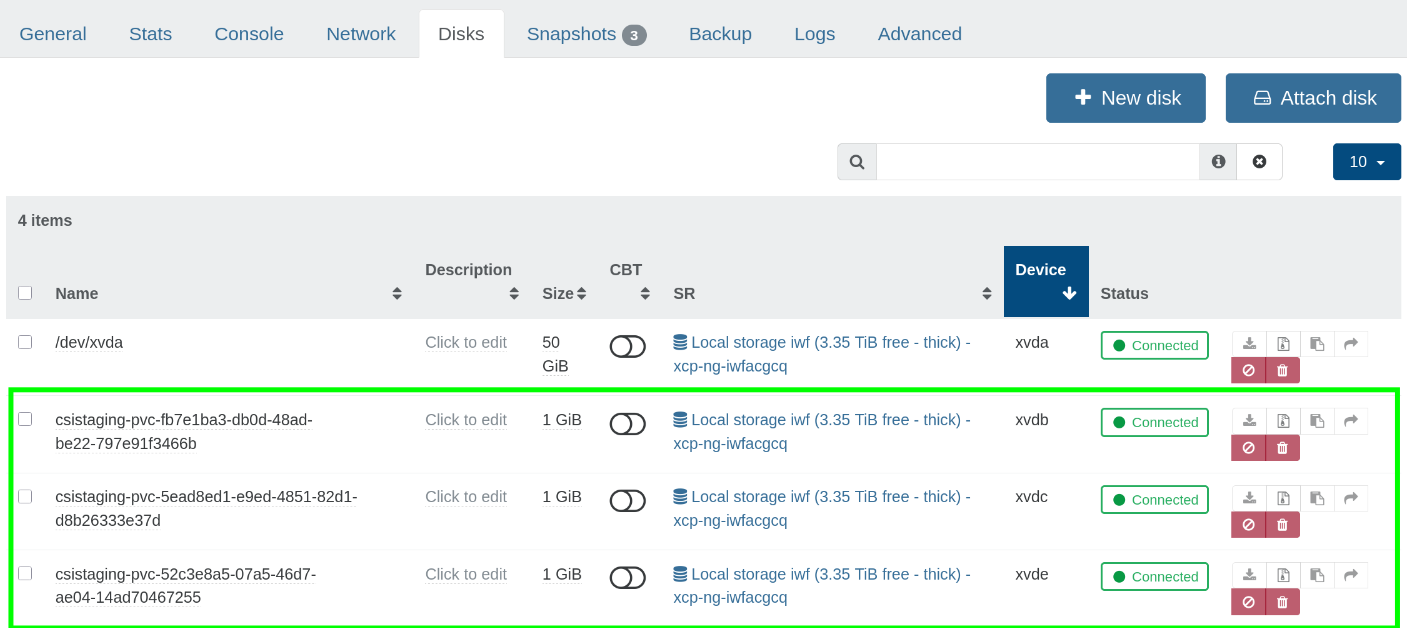 General Stats Console Network Disks Snapshots 3 Backup Logs Advanced
New disk Attach disk
10
4 items
Name Description Size CBT SR Device Status
/dev/xvda Click to edit 50 GiB Local storage iwf (3.35 TiB free - thick) - xcp-ng-iwfacgcq xvda Connected
csistaging-pvc-fb7e1ba3-db0d-48ad-be22-797e91f3466b Click to edit 1 GiB Local storage iwf (3.35 TiB free - thick) - xcp-ng-iwfacgcq xvdb Connected
csistaging-pvc-5ead8ed1-e9ed-4851-82d1-d8b26333e37d Click to edit 1 GiB Local storage iwf (3.35 TiB free - thick) - xcp-ng-iwfacgcq xvdc Connected
csistaging-pvc-52c3e8a5-07a5-46d7-ae04-14ad70467255 Click to edit 1 GiB Local storage iwf (3.35 TiB free - thick) - xcp-ng-iwfacgcq xvde Connected